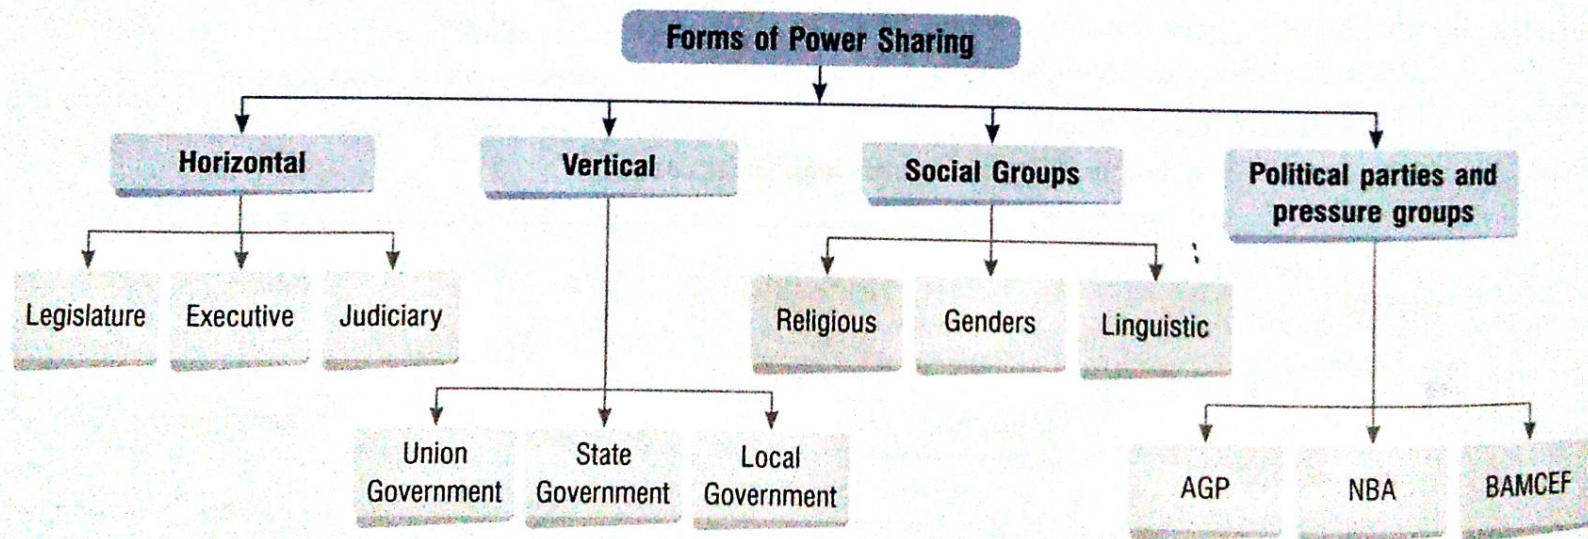 Forms of Power Sharing
Horizontal
Vertical
Social Groups
Political parties and
pressure groups
Legislature
Executive
Judiciary
Religious
Genders
Linguistic
Union
Government
State
Government
Local
Government
AGP
NBA
BAMCEF